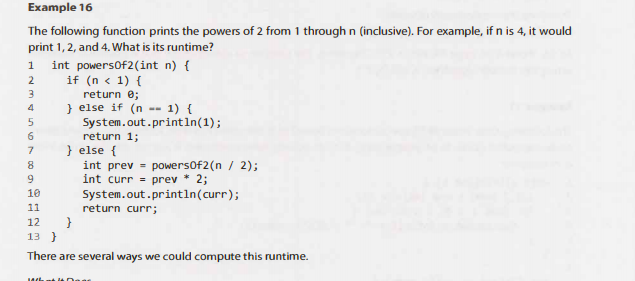 Example 16
The following function prints the powers of 2 from 1 through n (inclusive). For example, if n is 4, it would
print 1, 2, and 4. What is its runtime?
1 int powersOf2(int n) {
2 if (n < 1) {
3 return 0;
4 } else if (n == 1) {
5 System.out.println(1);
6 return 1;
7 } else {
8 int prev = powersOf2(n / 2);
9 int curr = prev * 2;
10 System.out.println(curr);
11 return curr;
12 }
13 }
There are several ways we could compute this runtime.
What It Does